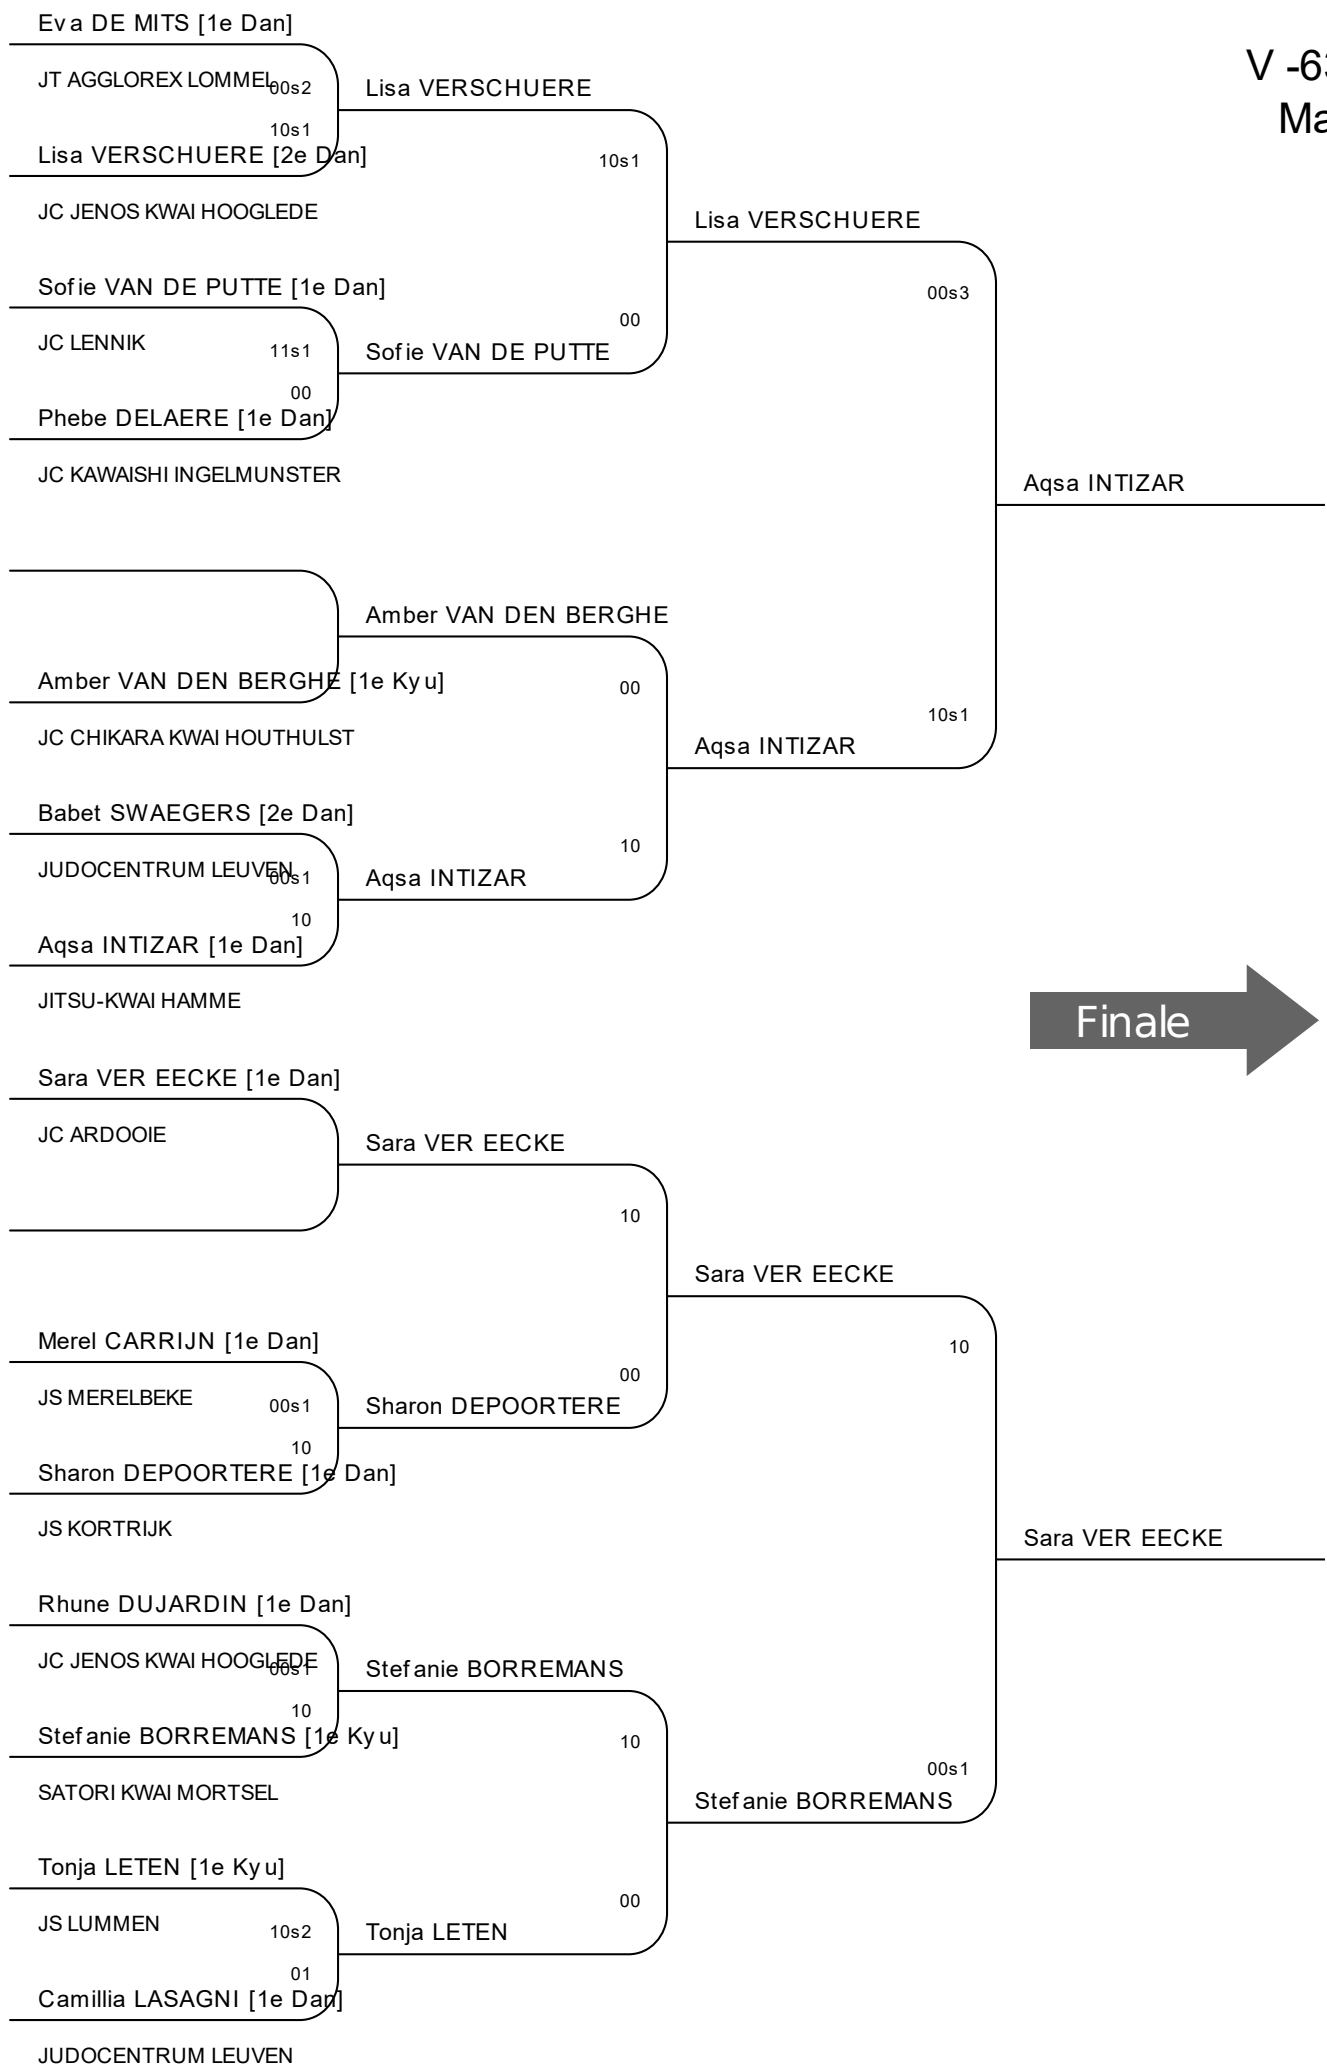 Eva DE MITS [1e Dan]
JT AGGLOREX LOMMEL
00s2
Lisa VERSCHUERE
V -63
Ma
10s1
Lisa VERSCHUERE [2e Dan]
10s1
JC JENOS KWAI HOOGLEDE
Lisa VERSCHUERE
Sofie VAN DE PUTTE [1e Dan]
00s3
JC LENNIK
11s1
Sofie VAN DE PUTTE
00
00
Phebe DELAERE [1e Dan]
JC KAWAISHI INGELMUNSTER
Aqsa INTIZAR
Amber VAN DEN BERGHE
Amber VAN DEN BERGHE [1e Kyu]
00
JC CHIKARA KWAI HOUTHULST
Aqsa INTIZAR
10s1
Babet SWAEGERS [2e Dan]
10
JUDOCENTRUM LEUVEN
00s1
Aqsa INTIZAR
10
Aqsa INTIZAR [1e Dan]
JITSU-KWAI HAMME
Finale
Sara VER EECKE [1e Dan]
JC ARDOOIE
Sara VER EECKE
10
Sara VER EECKE
Merel CARRIJN [1e Dan]
10
00
JS MERELBEKE
00s1
Sharon DEPOORTERE
10
Sharon DEPOORTERE [1e Dan]
JS KORTRIJK
Sara VER EECKE
Rhune DUJARDIN [1e Dan]
JC JENOS KWAI HOOGLEDE
00s1
Stefanie BORREMANS
10
Stefanie BORREMANS [1e Kyu]
10
SATORI KWAI MORTSEL
00s1
Stefanie BORREMANS
Tonja LETEN [1e Kyu]
00
JS LUMMEN
10s2
Tonja LETEN
01
Camillia LASAGNI [1e Dan]
JUDOCENTRUM LEUVEN